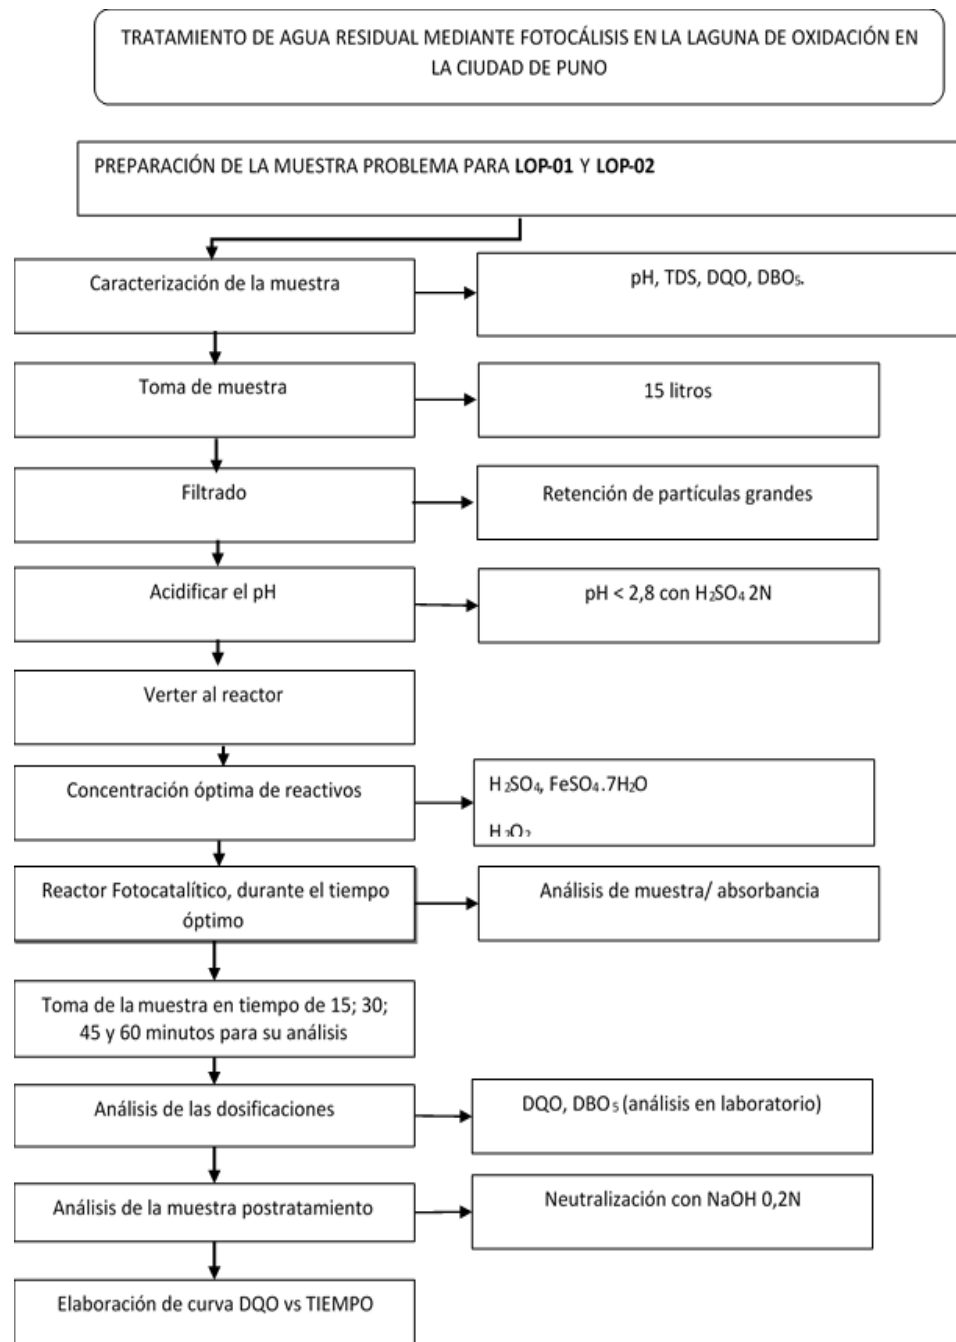 TRATAMIENTO DE AGUA RESIDUAL MEDIANTE FOTOCÁLISIS EN LA LAGUNA DE OXIDACIÓN EN
LA CIUDAD DE PUNO
PREPARACIÓN DE LA MUESTRA PROBLEMA PARA LOP-01 Y LOP-02
Caracterización de la muestra
pH, TDS, DQO, DBO₅.
Toma de muestra
15 litros
Filtrado
Retención de partículas grandes
Acidificar el pH
pH < 2,8 con H₂SO₄ 2N
Verter al reactor
Concentración óptima de reactivos
H₂SO₄, FeSO₄.7H₂O
H₂O₂
Reactor Fotocatalítico, durante el tiempo
óptimo
Análisis de muestra/ absorbancia
Toma de la muestra en tiempo de 15; 30;
45 y 60 minutos para su análisis
Análisis de las dosificaciones
DQO, DBO₅ (análisis en laboratorio)
Análisis de la muestra postratamiento
Neutralización con NaOH 0,2N
Elaboración de curva DQO vs TIEMPO